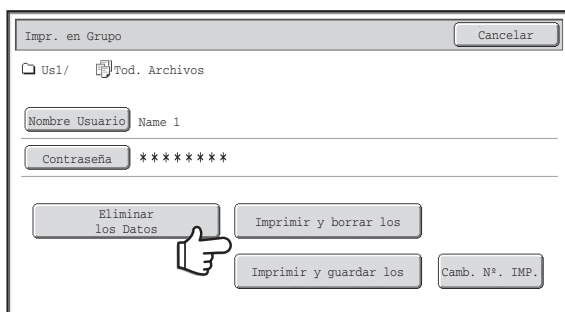 Impr. en Grupo
Cancelar
Us1/ Tod. Archivos
Nombre Usuario Name 1
Contraseña ********
Eliminar
los Datos
Imprimir y borrar los
Imprimir y guardar los
Camb. Nº. IMP.